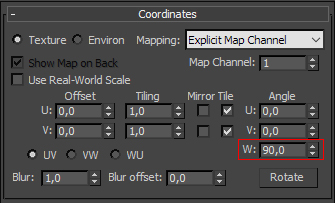 - Coordinates
Texture Environ Mapping: Explicit Map Channel
Show Map on Back Map Channel: 1
Use Real-World Scale
Offset Tiling Mirror Tile Angle
U: 0,0 1,0 U: 0,0
V: 0,0 1,0 V: 0,0
UV VW WU W: 90,0
Blur: 1,0 Blur offset: 0,0 Rotate